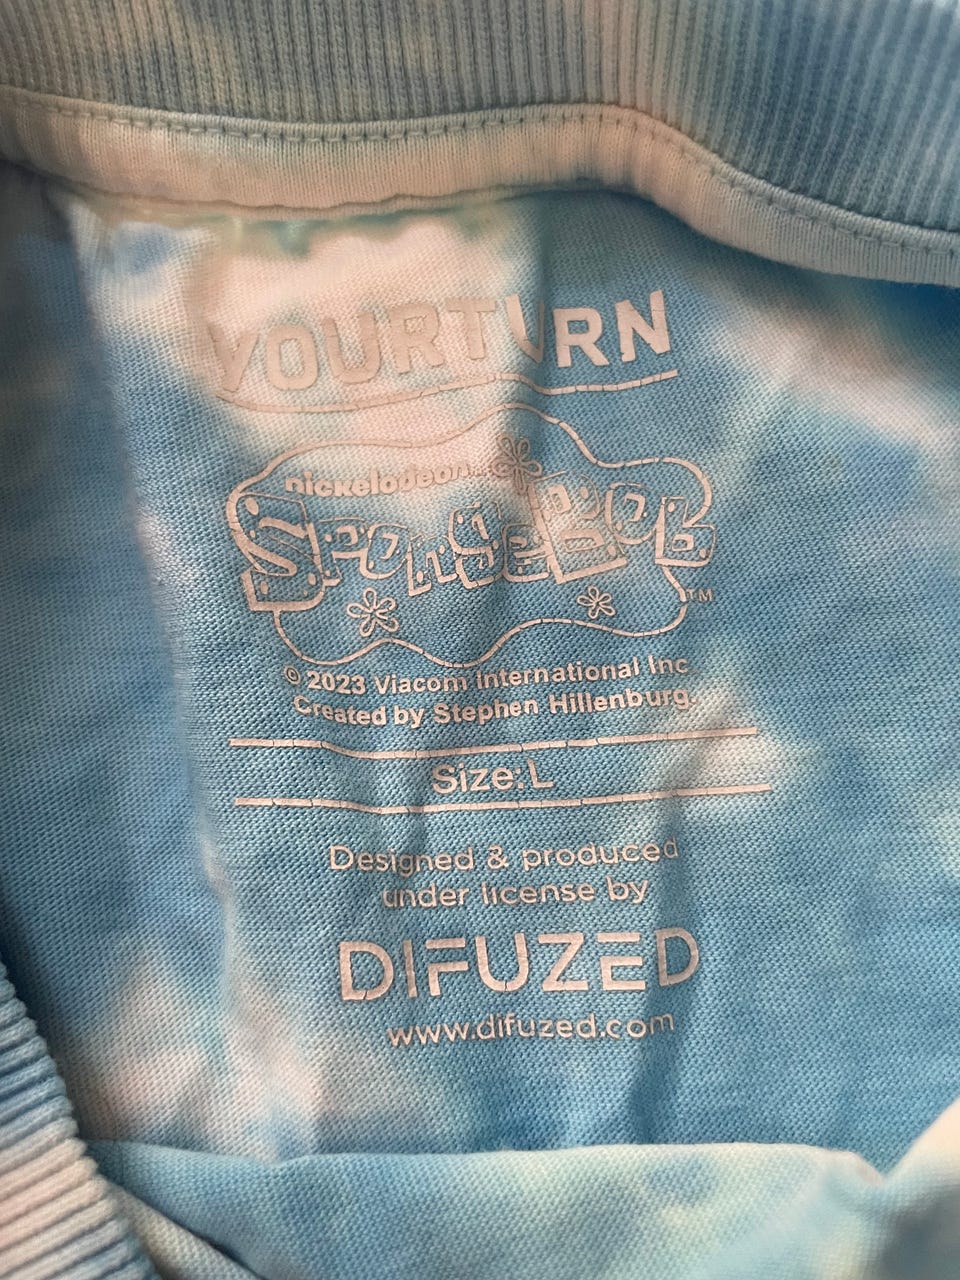 YOURTURN
nickelodeon™
SPONGEBOB
TM
© 2023 Viacom International Inc.
Created by Stephen Hillenburg.
Size: L
Designed & produced
under license by
DIFUZED
www.difuzed.com